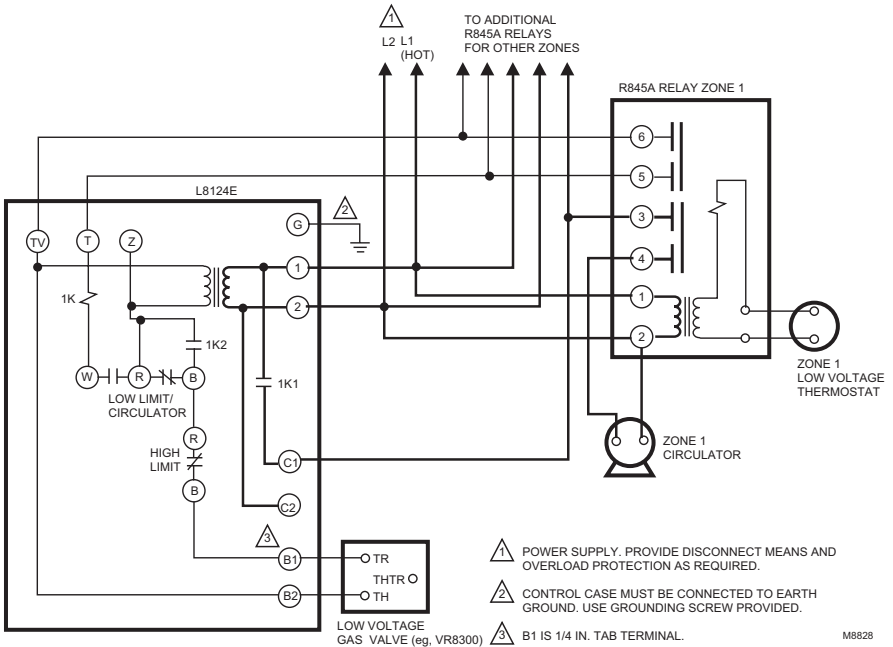 1
L2 L1
(HOT)
TO ADDITIONAL
R845A RELAYS
FOR OTHER ZONES
R845A RELAY ZONE 1
6
5
3
4
1
2
ZONE 1
LOW VOLTAGE
THERMOSTAT
ZONE 1
CIRCULATOR
L8124E
2
G
TV
T
Z
1
2
1K
1K2
1K1
W
R
B
LOW LIMIT/
CIRCULATOR
R
HIGH
LIMIT
B
C1
C2
3
B1
B2
TR
THTR
TH
LOW VOLTAGE
GAS VALVE (eg, VR8300)
1 POWER SUPPLY. PROVIDE DISCONNECT MEANS AND
OVERLOAD PROTECTION AS REQUIRED.
2 CONTROL CASE MUST BE CONNECTED TO EARTH
GROUND. USE GROUNDING SCREW PROVIDED.
3 B1 IS 1/4 IN. TAB TERMINAL.
M8828